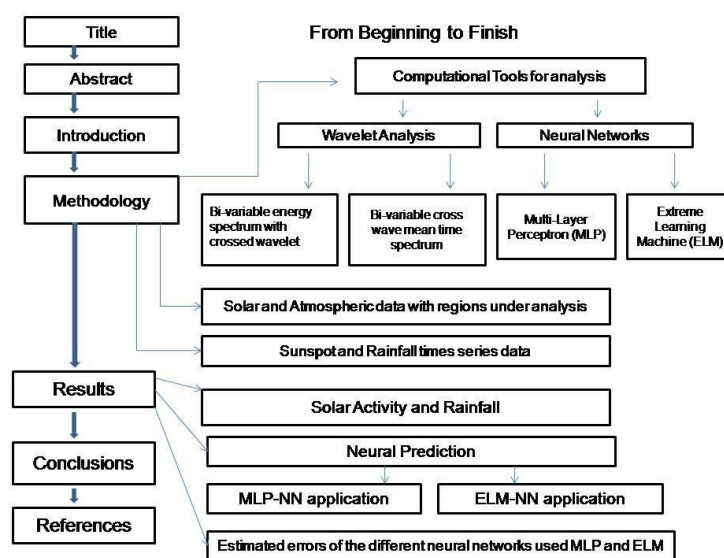 Title
From Beginning to Finish
Abstract
Computational Tools for analysis
Introduction
Wavelet Analysis
Neural Networks
Methodology
Bi-variable energy
spectrum with
crossed wavelet
Bi-variable cross
wave mean time
spectrum
Multi-Layer
Perceptron (MLP)
Extreme
Learning
Machine (ELM)
Solar and Atmospheric data with regions under analysis
Sunspot and Rainfall times series data
Results
Solar Activity and Rainfall
Neural Prediction
Conclusions
MLP-NN application
ELM-NN application
References
Estimated errors of the different neural networks used MLP and ELM